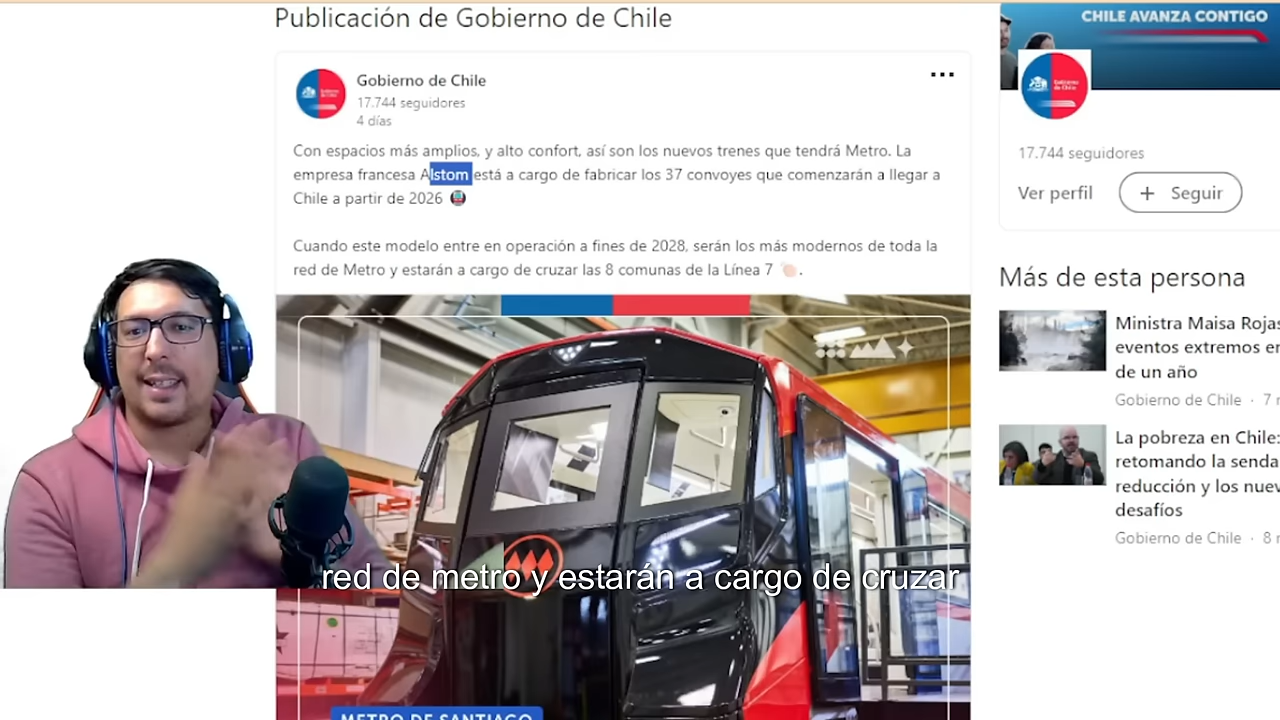 Publicación de Gobierno de Chile
Gobierno de Chile
17.744 seguidores
4 días
Con espacios más amplios, y alto confort, así son los nuevos trenes que tendrá Metro. La
empresa francesa Alstom está a cargo de fabricar los 37 convoyes que comenzarán a llegar a
Chile a partir de 2026
Cuando este modelo entre en operación a fines de 2028, serán los más modernos de toda la
red de Metro y estarán a cargo de cruzar las 8 comunas de la Línea 7 .
red de metro y estarán a cargo de cruzar
METRO DE SANTIAGO
CHILE AVANZA CONTIGO
Gobierno de Chile
17.744 seguidores
Ver perfil
+ Seguir
Más de esta persona
Ministra Maisa Rojas
eventos extremos en
de un año
Gobierno de Chile · 7
La pobreza en Chile:
retomando la senda
reducción y los nuev
desafíos
Gobierno de Chile · 8